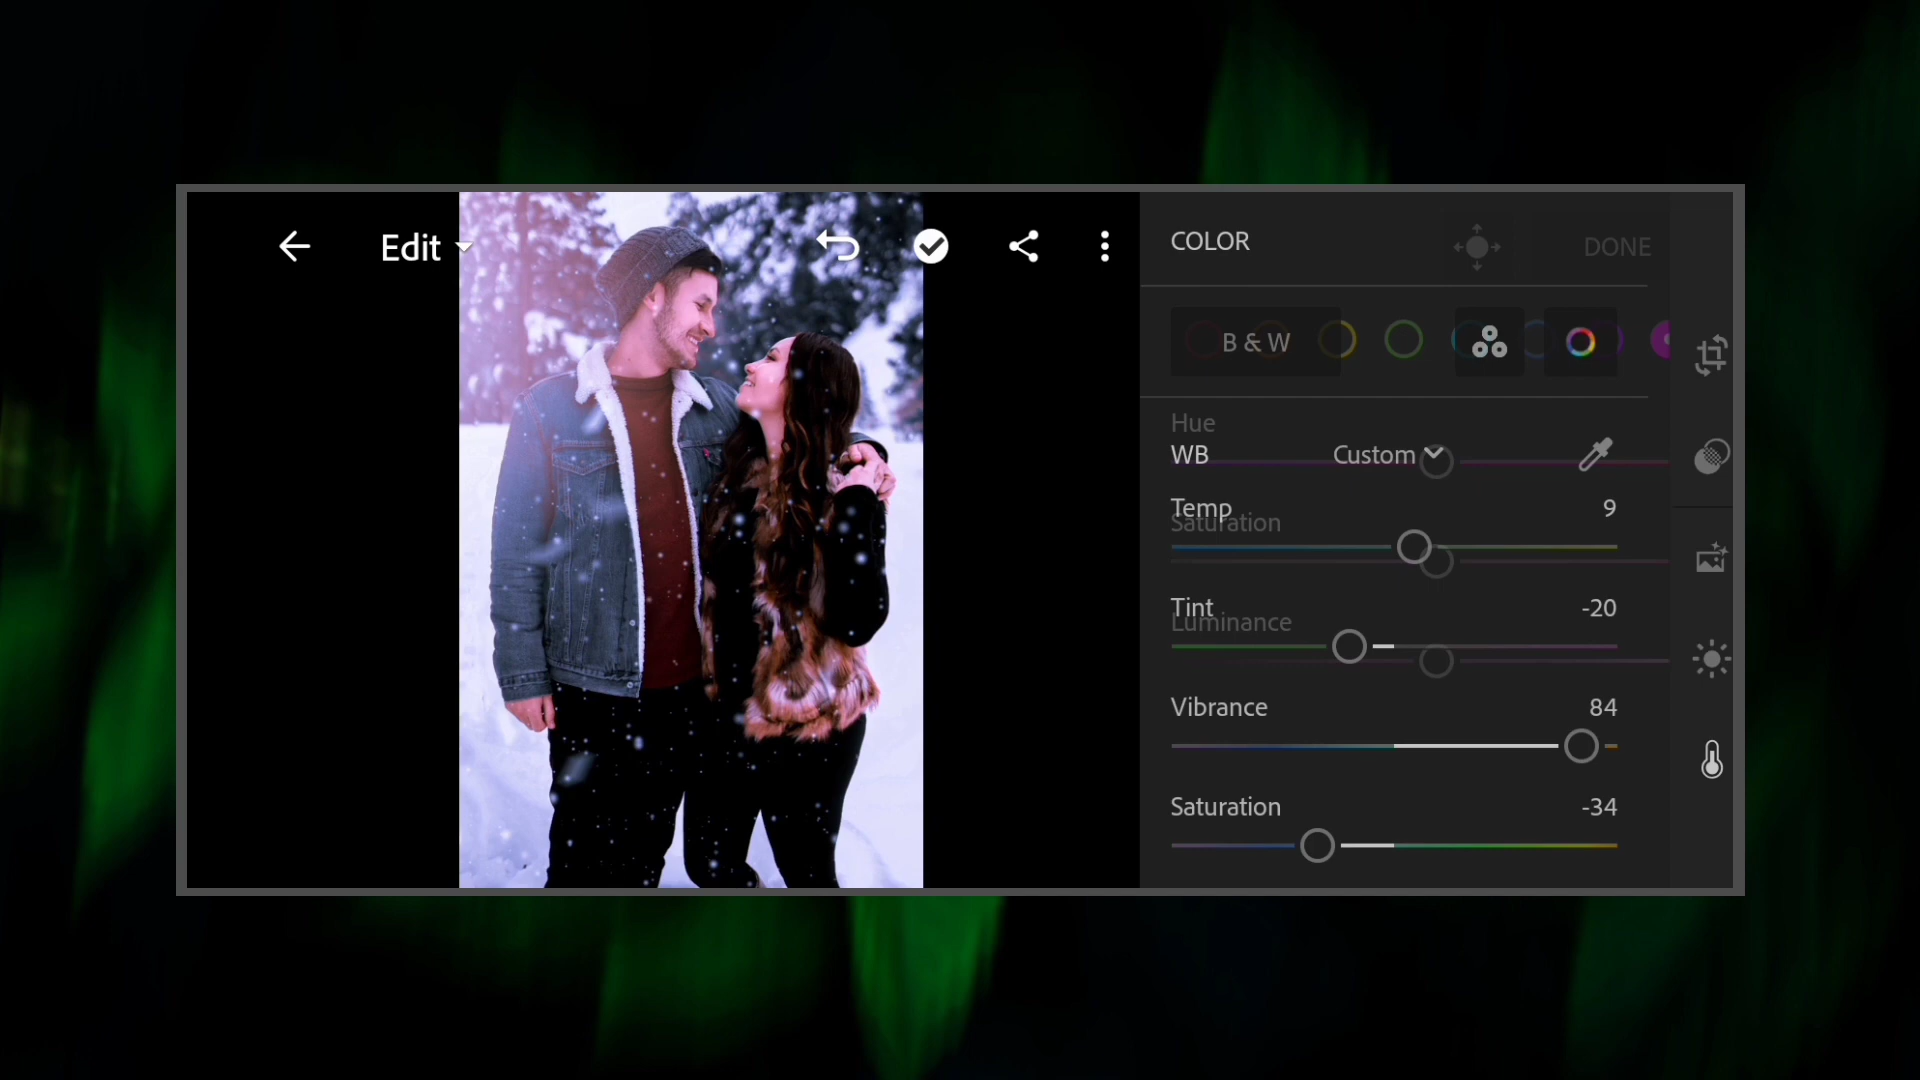 Edit
COLOR
DONE
B & W
Hue
WB Custom
Temp 9
Saturation
Tint -20
Luminance
Vibrance 84
Saturation -34